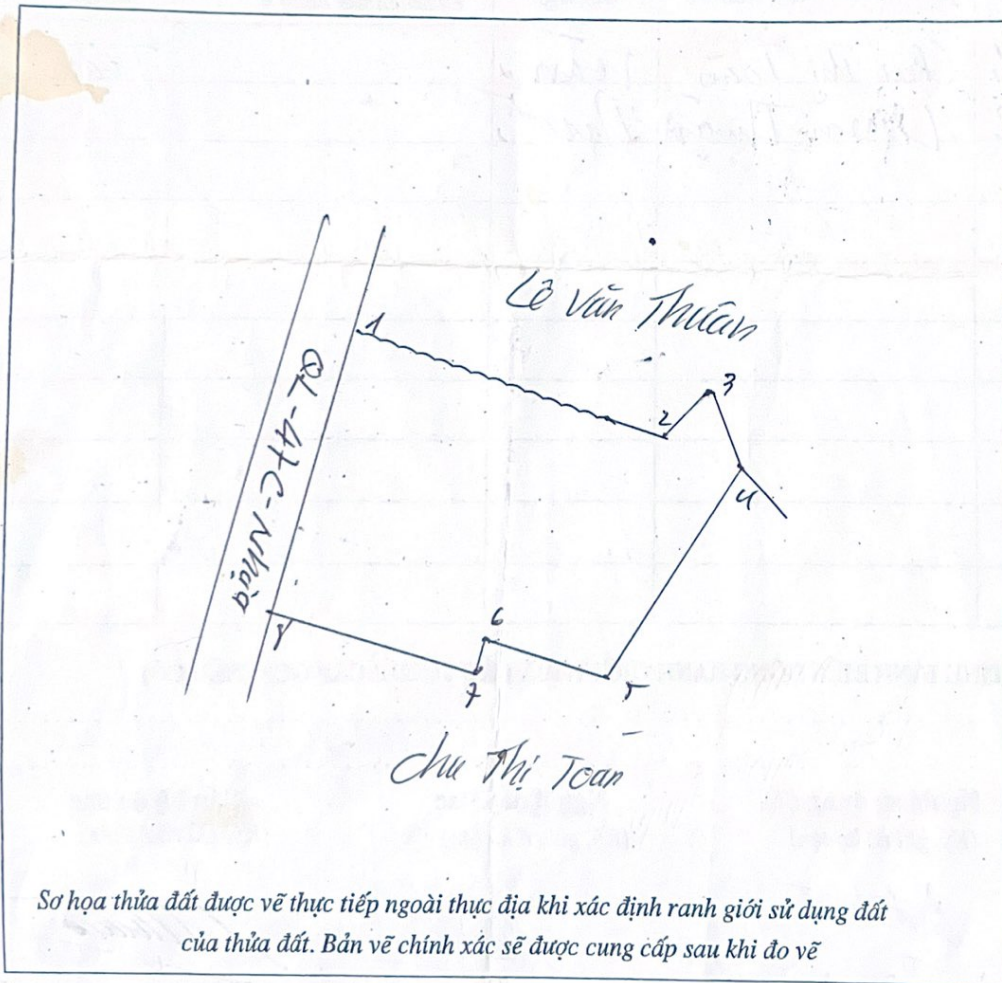 Lê Văn Thuân
1
3
2
QL-47C-Nhựa
4
6
8
7
5
Chu Thị Toan
Sơ họa thửa đất được vẽ thực tiếp ngoài thực địa khi xác định ranh giới sử dụng đất
của thửa đất. Bản vẽ chính xác sẽ được cung cấp sau khi đo vẽ